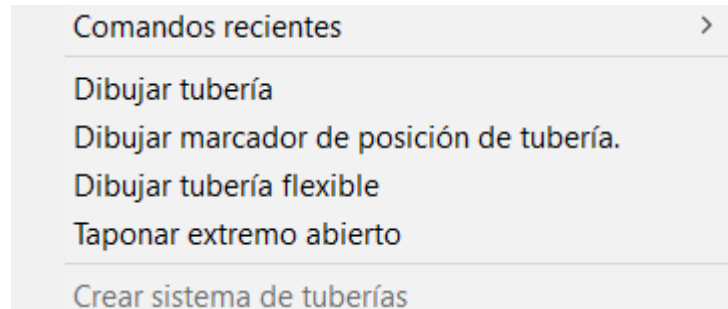 Comandos recientes
Dibujar tubería
Dibujar marcador de posición de tubería.
Dibujar tubería flexible
Taponar extremo abierto
Crear sistema de tuberías